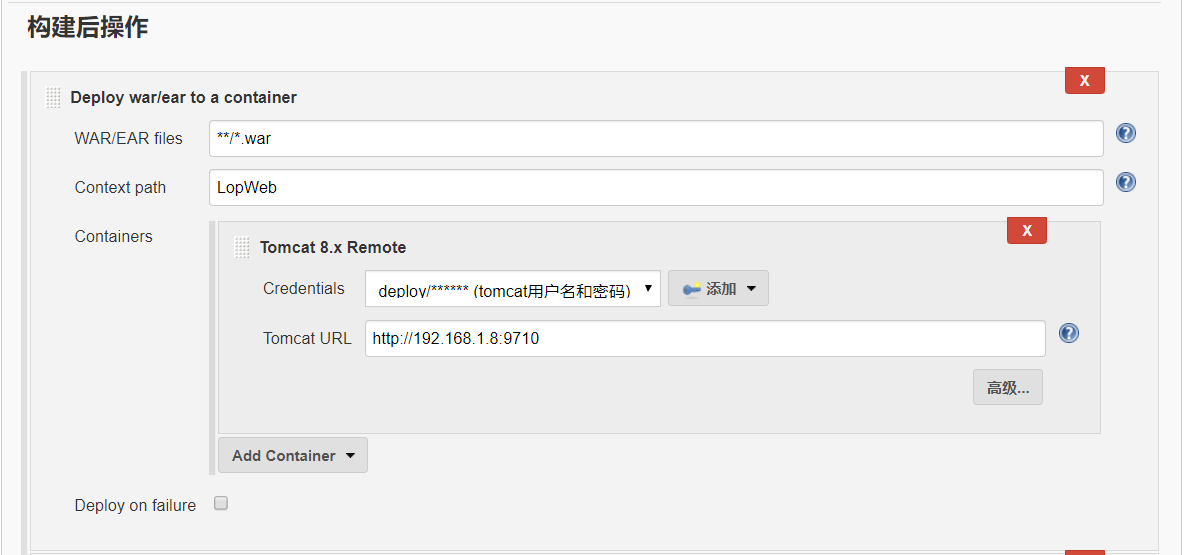 构建后操作
X
Deploy war/ear to a container
WAR/EAR files **/*.war ?
Context path LopWeb ?
Containers
X
Tomcat 8.x Remote
Credentials deploy/****** (tomcat用户名和密码) 添加
Tomcat URL http://192.168.1.8:9710 ?
高级...
Add Container
Deploy on failure